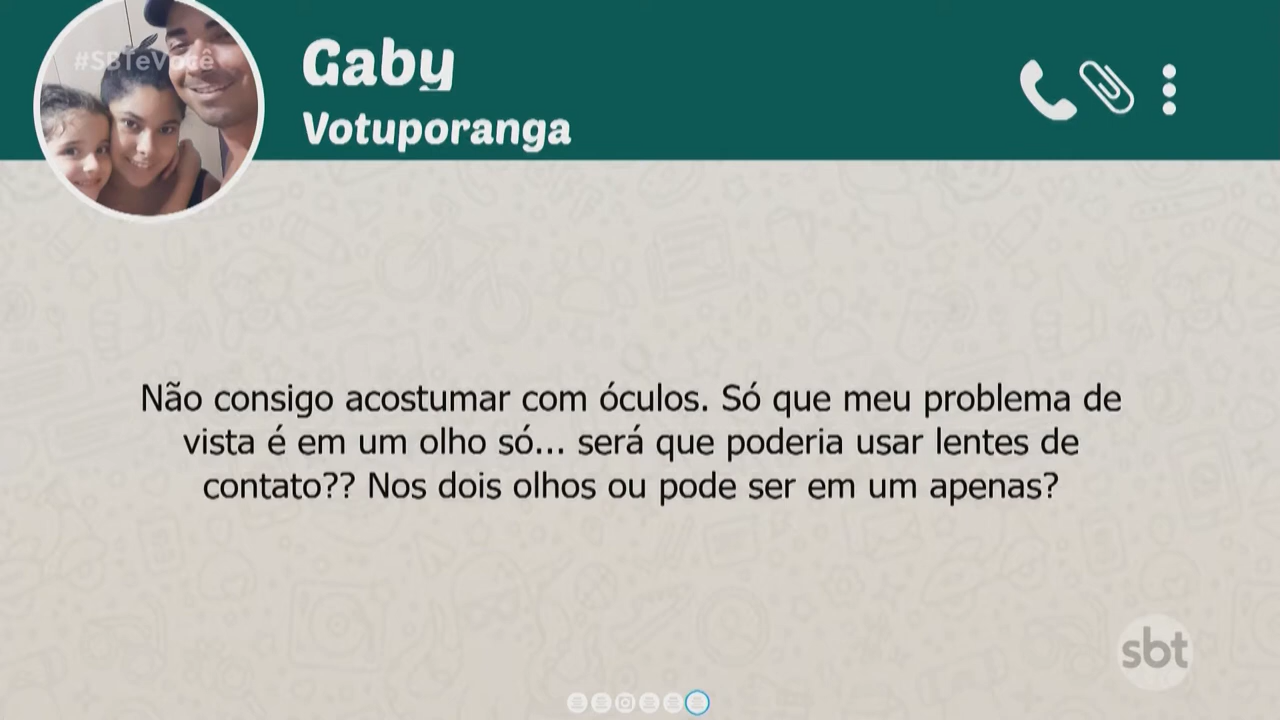 #SBTeVocê
Gaby
Votuporanga
Não consigo acostumar com óculos. Só que meu problema de
vista é em um olho só... será que poderia usar lentes de
contato?? Nos dois olhos ou pode ser em um apenas?
sbt